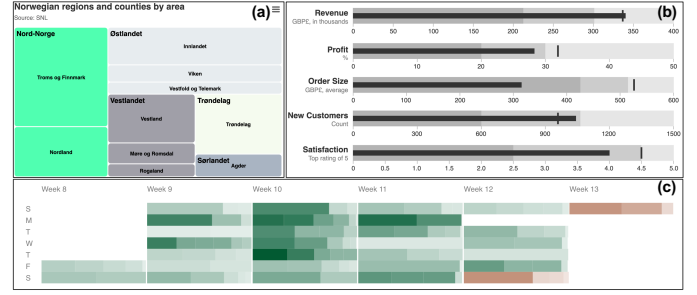 Norwegian regions and counties by area
Source: SNL
(a)
Nord-Norge
Troms og Finnmark
Nordland
Østlandet
Innlandet
Viken
Vestfold og Telemark
Vestlandet
Vestland
Møre og Romsdal
Rogaland
Trøndelag
Trøndelag
Sørlandet
Agder
(b)
Revenue
GBP£, in thousands
0 100 200 300 400
Profit
%
0 10 20 30 40 50
Order Size
GBP£, average
0 100 200 300 400 500 600
New Customers
Count
0 300 600 900 1200 1500
Satisfaction
Top rating of 5
0 0.5 1.0 1.5 2.0 2.5 3.0 3.5 4.0 4.5 5.0
(c)
Week 8 Week 9 Week 10 Week 11 Week 12 Week 13
S
M
T
W
T
F
S